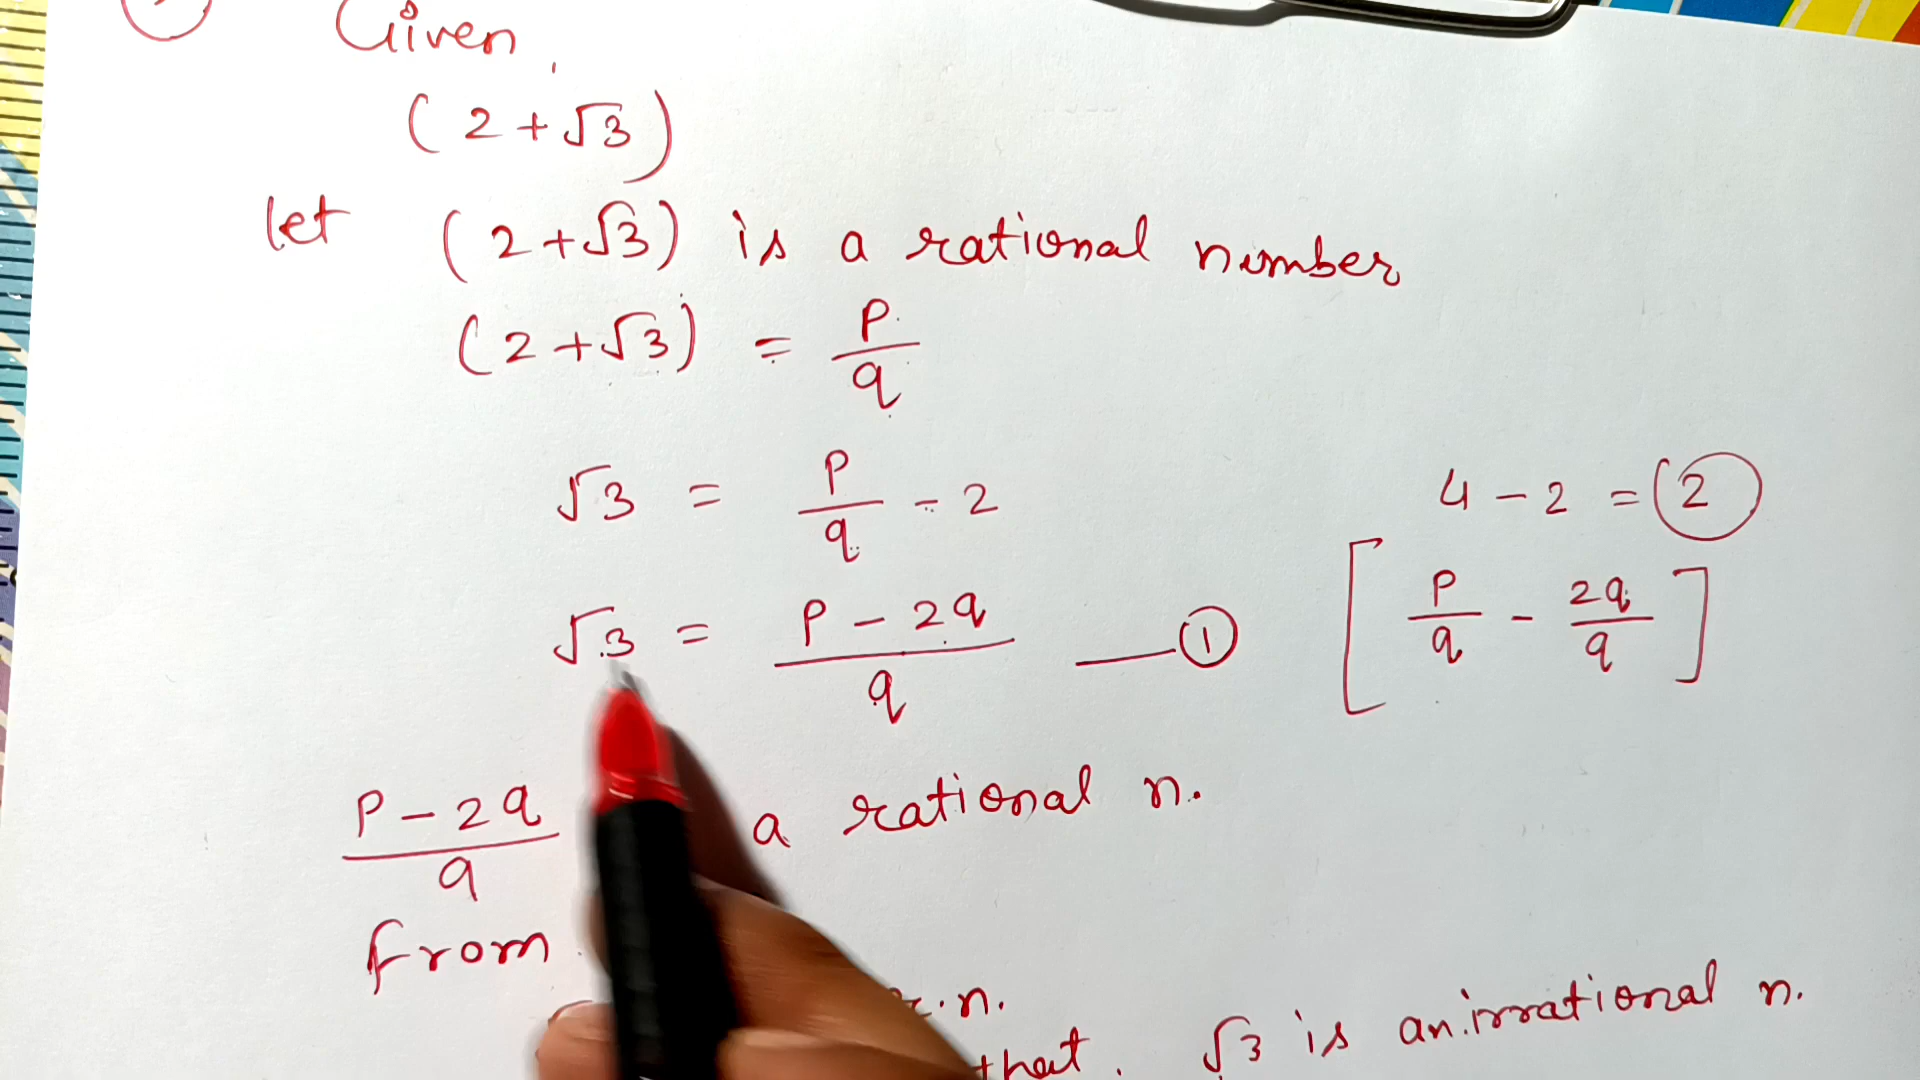 Given,
(2+√3)
let (2+√3) is a rational number
(2+√3) = p/q
√3 = p/q - 2
4 - 2 = 2
√3 = p-2q/q —①
[p/q - 2q/q]
p-2q/q a rational n.
from
n.
that. √3 is an irrational n.